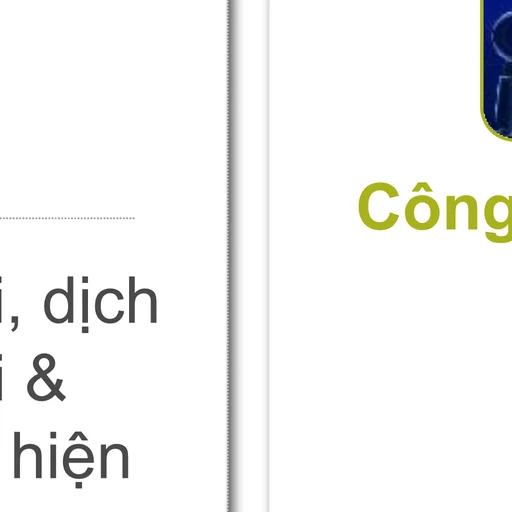 i, dịch
i &
hiện
Công